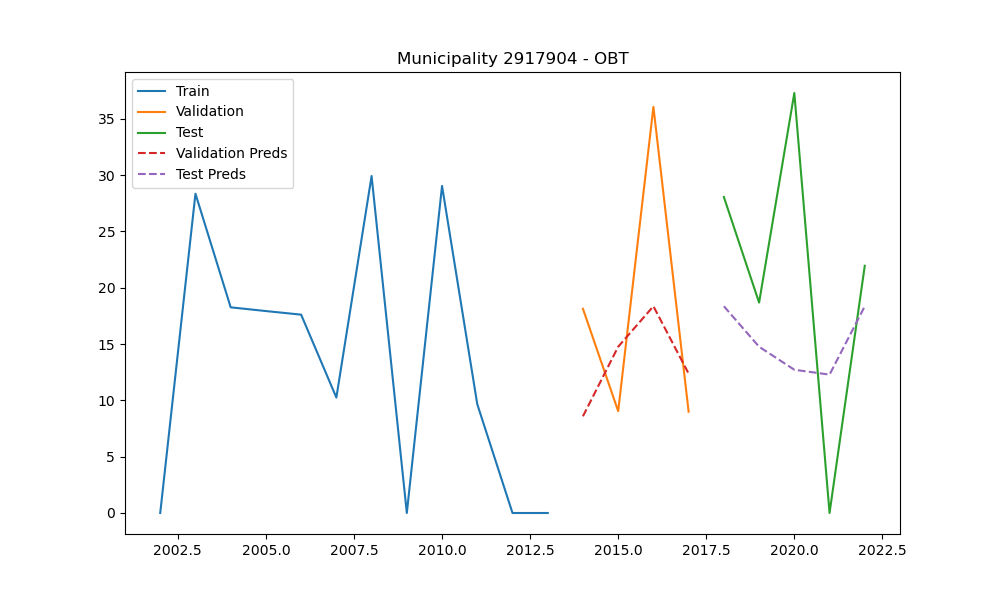 Municipality 2917904 - OBT
Train
Validation
Test
Validation Preds
Test Preds
35
30
25
20
15
10
5
0
2002.5 2005.0 2007.5 2010.0 2012.5 2015.0 2017.5 2020.0 2022.5